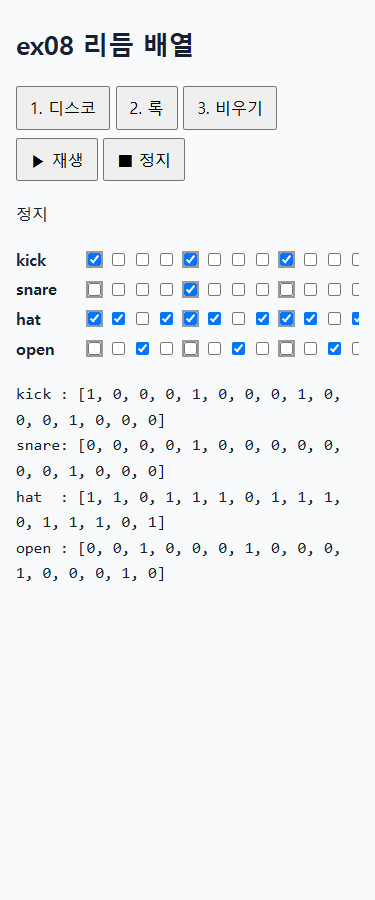 ex08 리듬 배열
1. 디스코 2. 록 3. 비우기
▶ 재생 ■ 정지
정지
kick
snare
hat
open
kick : [1, 0, 0, 0, 1, 0, 0, 0, 1, 0,
0, 0, 1, 0, 0, 0]
snare: [0, 0, 0, 0, 1, 0, 0, 0, 0, 0,
0, 0, 1, 0, 0, 0]
hat  : [1, 1, 0, 1, 1, 1, 0, 1, 1, 1,
0, 1, 1, 1, 0, 1]
open : [0, 0, 1, 0, 0, 0, 1, 0, 0, 0,
1, 0, 0, 0, 1, 0]